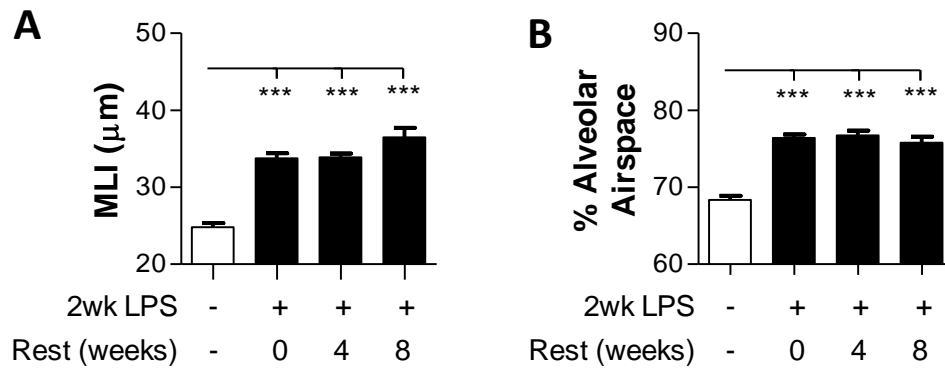 A
MLI (μm)
50
40
30
20
*** *** ***
2wk LPS - + + +
Rest (weeks) - 0 4 8
B
% Alveolar
Airspace
90
80
70
60
*** *** ***
2wk LPS - + + +
Rest (weeks) - 0 4 8